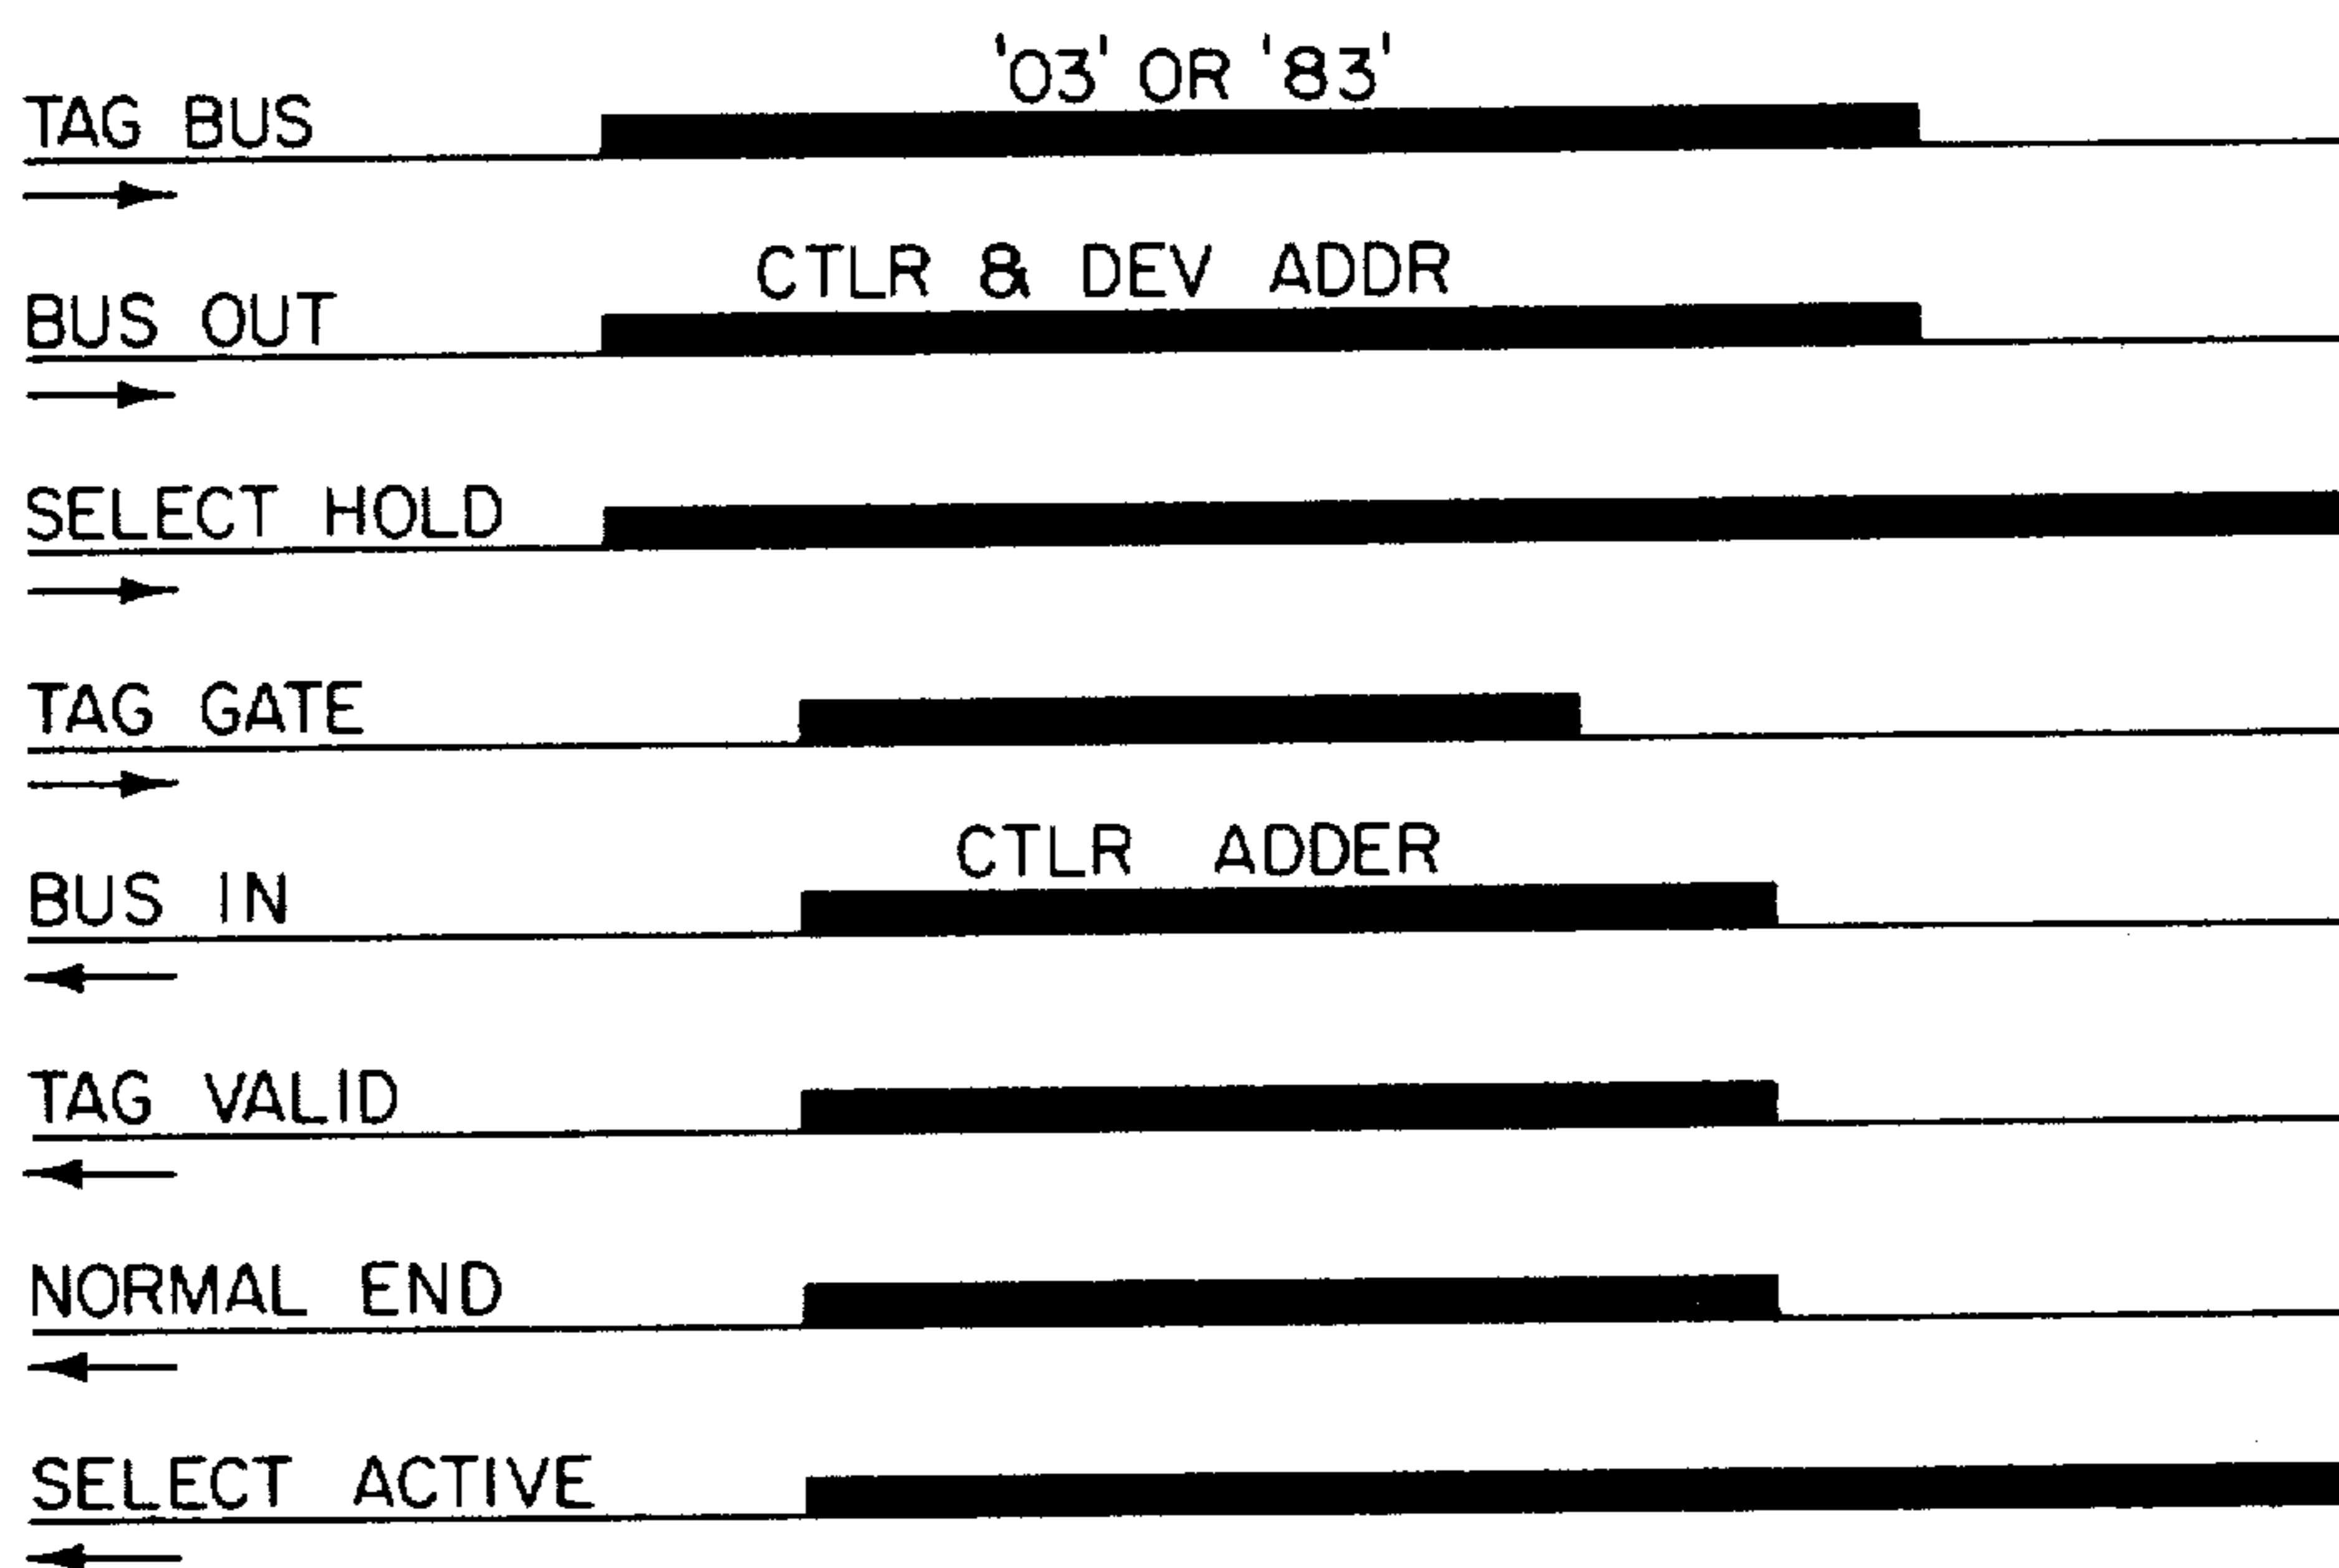 '03' OR '83'
TAG BUS
CTLR & DEV ADDR
BUS OUT
SELECT HOLD
TAG GATE
CTLR ADDER
BUS IN
TAG VALID
NORMAL END
SELECT ACTIVE